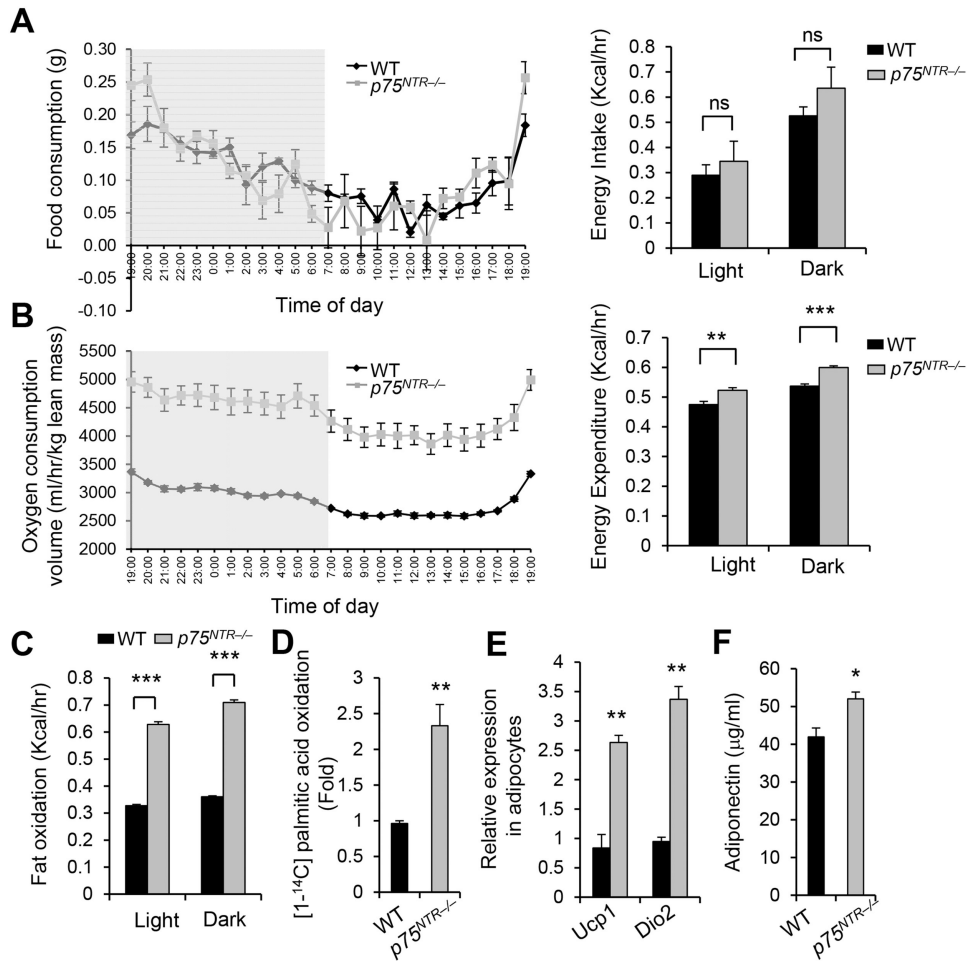 A
Food consumption (g)
0.30
0.25
0.20
0.15
0.10
0.05
0.00
-0.05
-0.10
WT
p75NTR–/–
19:00
20:00
21:00
22:00
23:00
0:00
1:00
2:00
3:00
4:00
5:00
6:00
7:00
8:00
9:00
10:00
11:00
12:00
13:00
14:00
15:00
16:00
17:00
18:00
19:00
Time of day
Energy Intake (Kcal/hr)
0.8
0.7
0.6
0.5
0.4
0.3
0.2
0.1
0
ns
ns
WT
p75NTR–/–
Light
Dark
B
Oxygen consumption
volume (ml/hr/kg lean mass)
5500
5000
4500
4000
3500
3000
2500
2000
WT
p75NTR–/–
19:00
20:00
21:00
22:00
23:00
0:00
1:00
2:00
3:00
4:00
5:00
6:00
7:00
8:00
9:00
10:00
11:00
12:00
13:00
14:00
15:00
16:00
17:00
18:00
19:00
Time of day
Energy Expenditure (Kcal/hr)
0.7
0.6
0.5
0.4
0.3
0.2
0.1
0
**
***
WT
p75NTR–/–
Light
Dark
C
WT
p75NTR–/–
Fat oxidation (Kcal/hr)
0.8
0.7
0.6
0.5
0.4
0.3
0.2
0.1
0
***
***
Light
Dark
D
[1-14C] palmitic acid oxidation
(Fold)
3
2.5
2
1.5
1
0.5
0
**
WT
p75NTR–/–
E
Relative expression
in adipocytes
4
3.5
3
2.5
2
1.5
1
0.5
0
**
**
Ucp1
Dio2
F
Adiponectin (μg/ml)
60
50
40
30
20
10
0
*
WT
p75NTR–/–